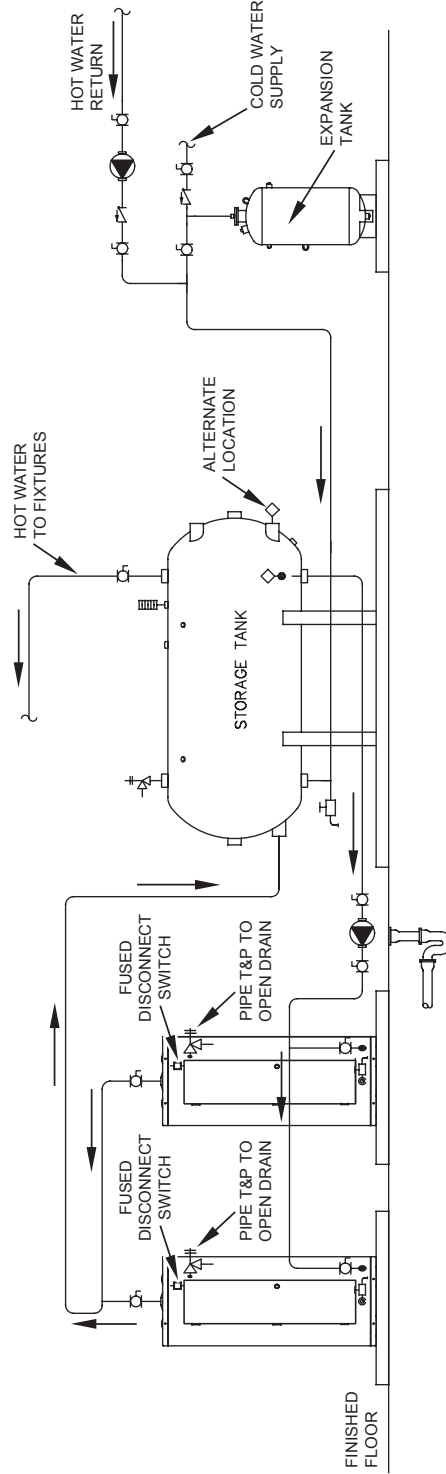 HOT WATER
RETURN
COLD WATER
SUPPLY
EXPANSION
TANK
HOT WATER
TO FIXTURES
ALTERNATE
LOCATION
STORAGE TANK
FUSED
DISCONNECT
SWITCH
PIPE T&P TO
OPEN DRAIN
FUSED
DISCONNECT
SWITCH
PIPE T&P TO
OPEN DRAIN
FINISHED
FLOOR